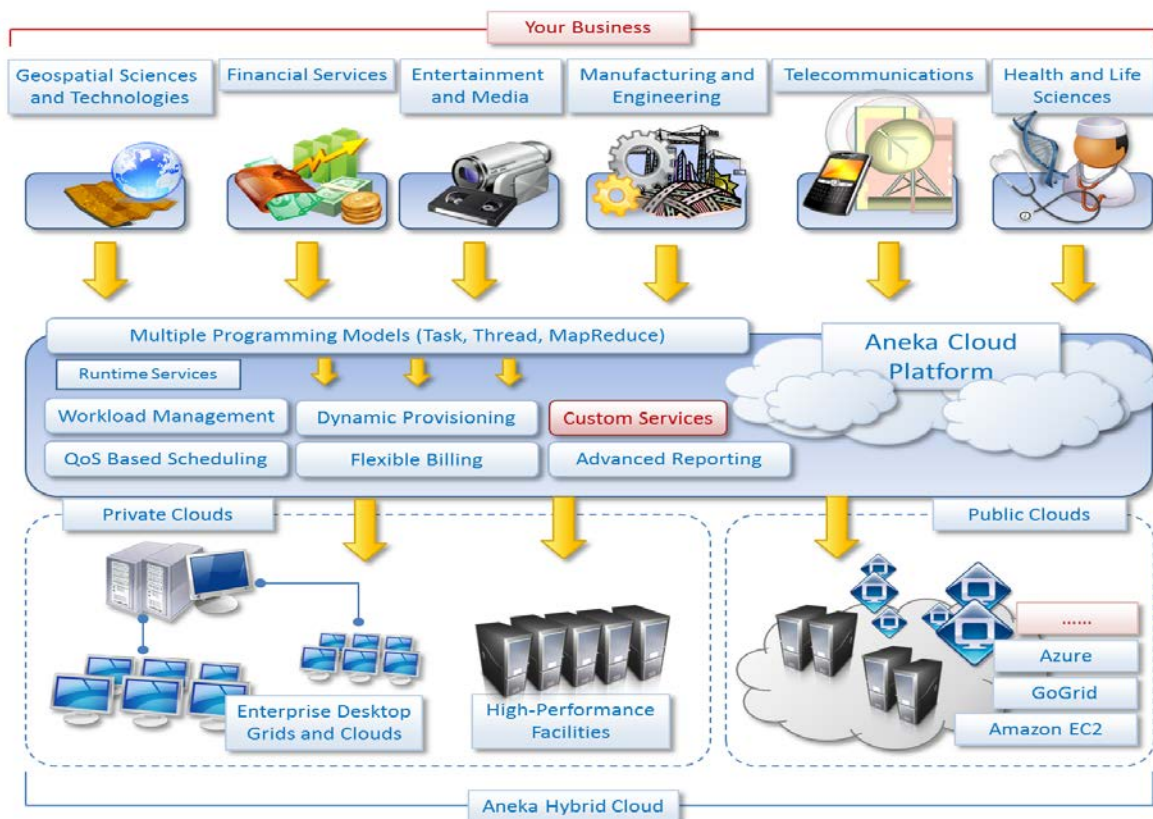 Your Business
Geospatial Sciences
and Technologies
Financial Services
Entertainment
and Media
Manufacturing and
Engineering
Telecommunications
Health and Life
Sciences
Multiple Programming Models (Task, Thread, MapReduce)
Aneka Cloud
Platform
Runtime Services
Workload Management
Dynamic Provisioning
Custom Services
QoS Based Scheduling
Flexible Billing
Advanced Reporting
Private Clouds
Public Clouds
Enterprise Desktop
Grids and Clouds
High-Performance
Facilities
......
Azure
GoGrid
Amazon EC2
Aneka Hybrid Cloud